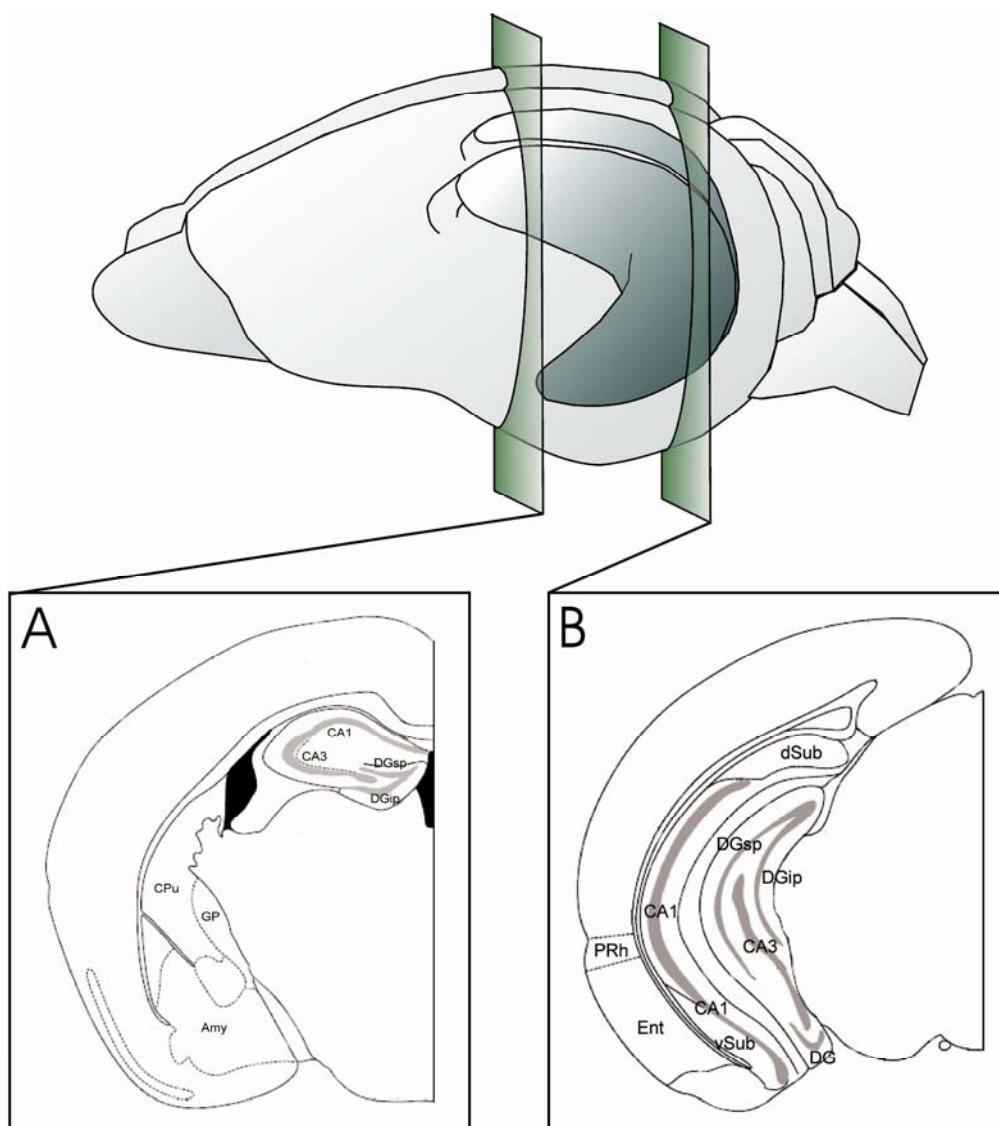 A
CA1
CA3
DGsp
DGip
CPu
GP
Amy
B
dSub
DGsp
DGip
CA1
PRh
CA3
CA1
Ent
vSub
DG